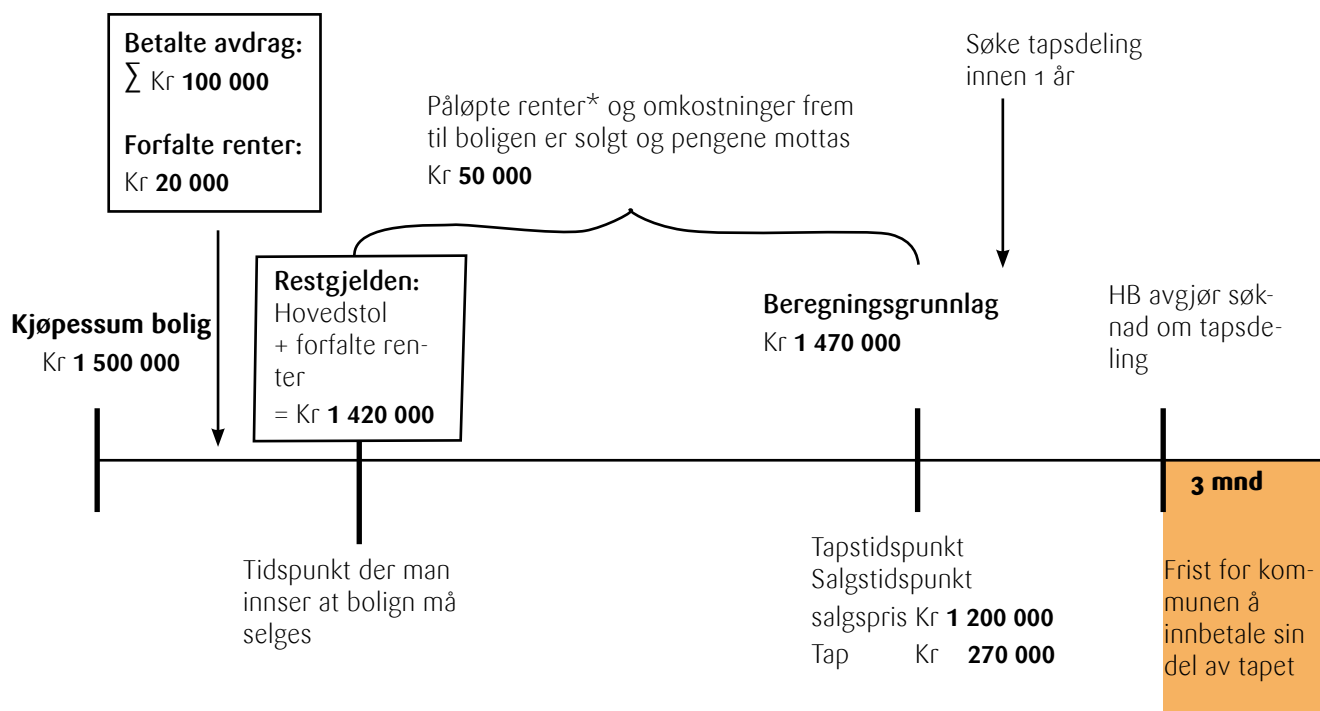 Betalte avdrag:
∑ Kr 100 000
Forfalte renter:
Kr 20 000
Påløpte renter* og omkostninger frem
til boligen er solgt og pengene mottas
Kr 50 000
Søke tapsdeling
innen 1 år
Kjøpessum bolig
Kr 1 500 000
Restgjelden:
Hovedstol
+ forfalte ren-
ter
= Kr 1 420 000
Beregningsgrunnlag
Kr 1 470 000
HB avgjør søk-
nad om tapsde-
ling
3 mnd
Tidspunkt der man
innser at bolign må
selges
Tapstidspunkt
Salgstidspunkt
salgspris Kr 1 200 000
Tap Kr 270 000
Frist for kom-
munen å
innbetale sin
del av tapet